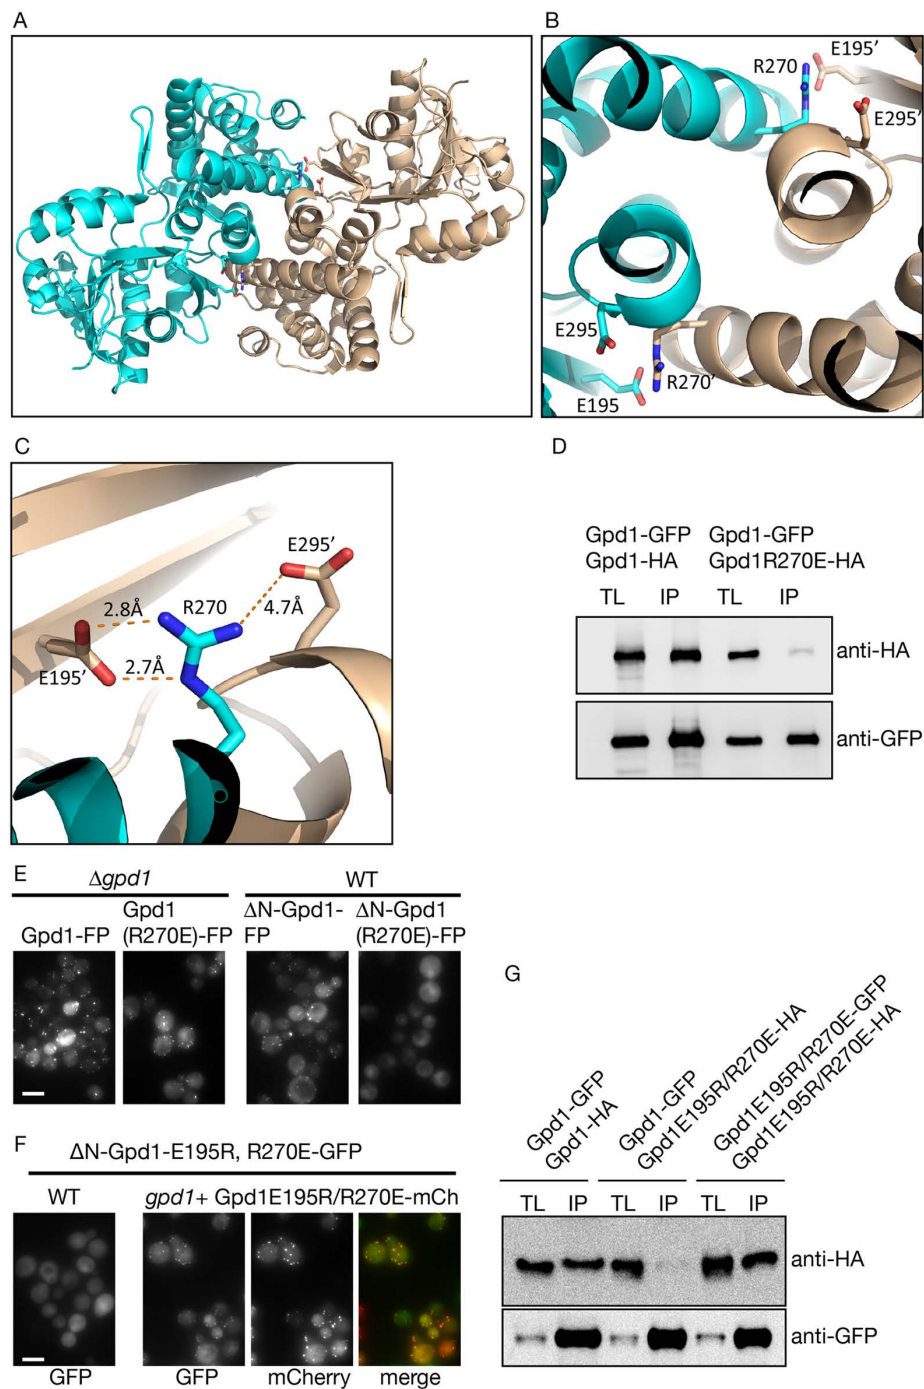 A
B
R270
E195’
E295’
E295
E195
R270’
C
E295’
2.8Å
R270
4.7Å
E195’
2.7Å
D
Gpd1-GFP Gpd1-GFP
Gpd1-HA Gpd1R270E-HA
TL IP TL IP
anti-HA
anti-GFP
E
Δgpd1 WT
Gpd1-FP
Gpd1
(R270E)-FP
ΔN-Gpd1-
FP
ΔN-Gpd1
(R270E)-FP
F
ΔN-Gpd1-E195R, R270E-GFP
WT gpd1+ Gpd1E195R/R270E-mCh
GFP GFP mCherry merge
G
Gpd1-GFP
Gpd1-HA
Gpd1-GFP
Gpd1E195R/R270E-HA
Gpd1E195R/R270E-GFP
Gpd1E195R/R270E-HA
TL IP TL IP TL IP
anti-HA
anti-GFP